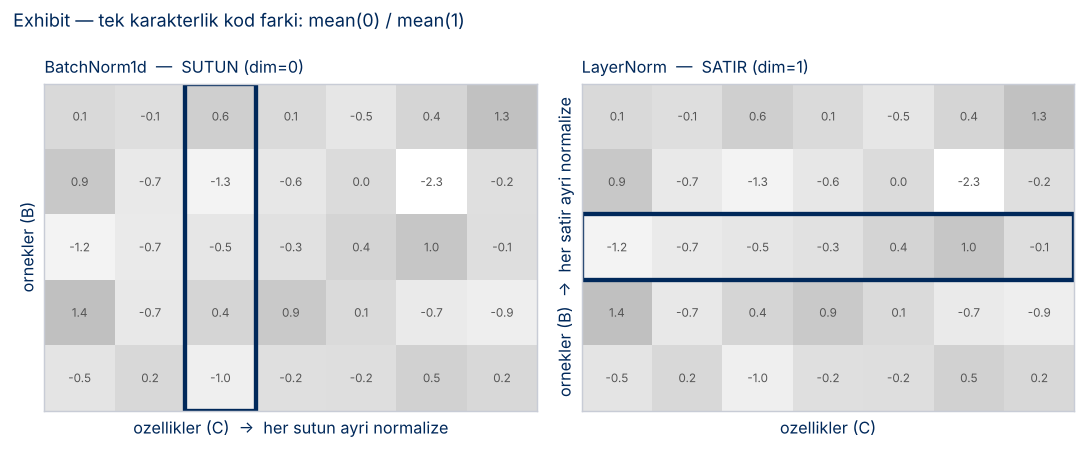 Exhibit — tek karakterlik kod farki: mean(0) / mean(1)
BatchNorm1d — SUTUN (dim=0)
0.1 -0.1 0.6 0.1 -0.5 0.4 1.3
0.9 -0.7 -1.3 -0.6 0.0 -2.3 -0.2
-1.2 -0.7 -0.5 -0.3 0.4 1.0 -0.1
1.4 -0.7 0.4 0.9 0.1 -0.7 -0.9
-0.5 0.2 -1.0 -0.2 -0.2 0.5 0.2
ornekler (B)
ozellikler (C) → her sutun ayri normalize
LayerNorm — SATIR (dim=1)
0.1 -0.1 0.6 0.1 -0.5 0.4 1.3
0.9 -0.7 -1.3 -0.6 0.0 -2.3 -0.2
-1.2 -0.7 -0.5 -0.3 0.4 1.0 -0.1
1.4 -0.7 0.4 0.9 0.1 -0.7 -0.9
-0.5 0.2 -1.0 -0.2 -0.2 0.5 0.2
ornekler (B) → her satir ayri normalize
ozellikler (C)